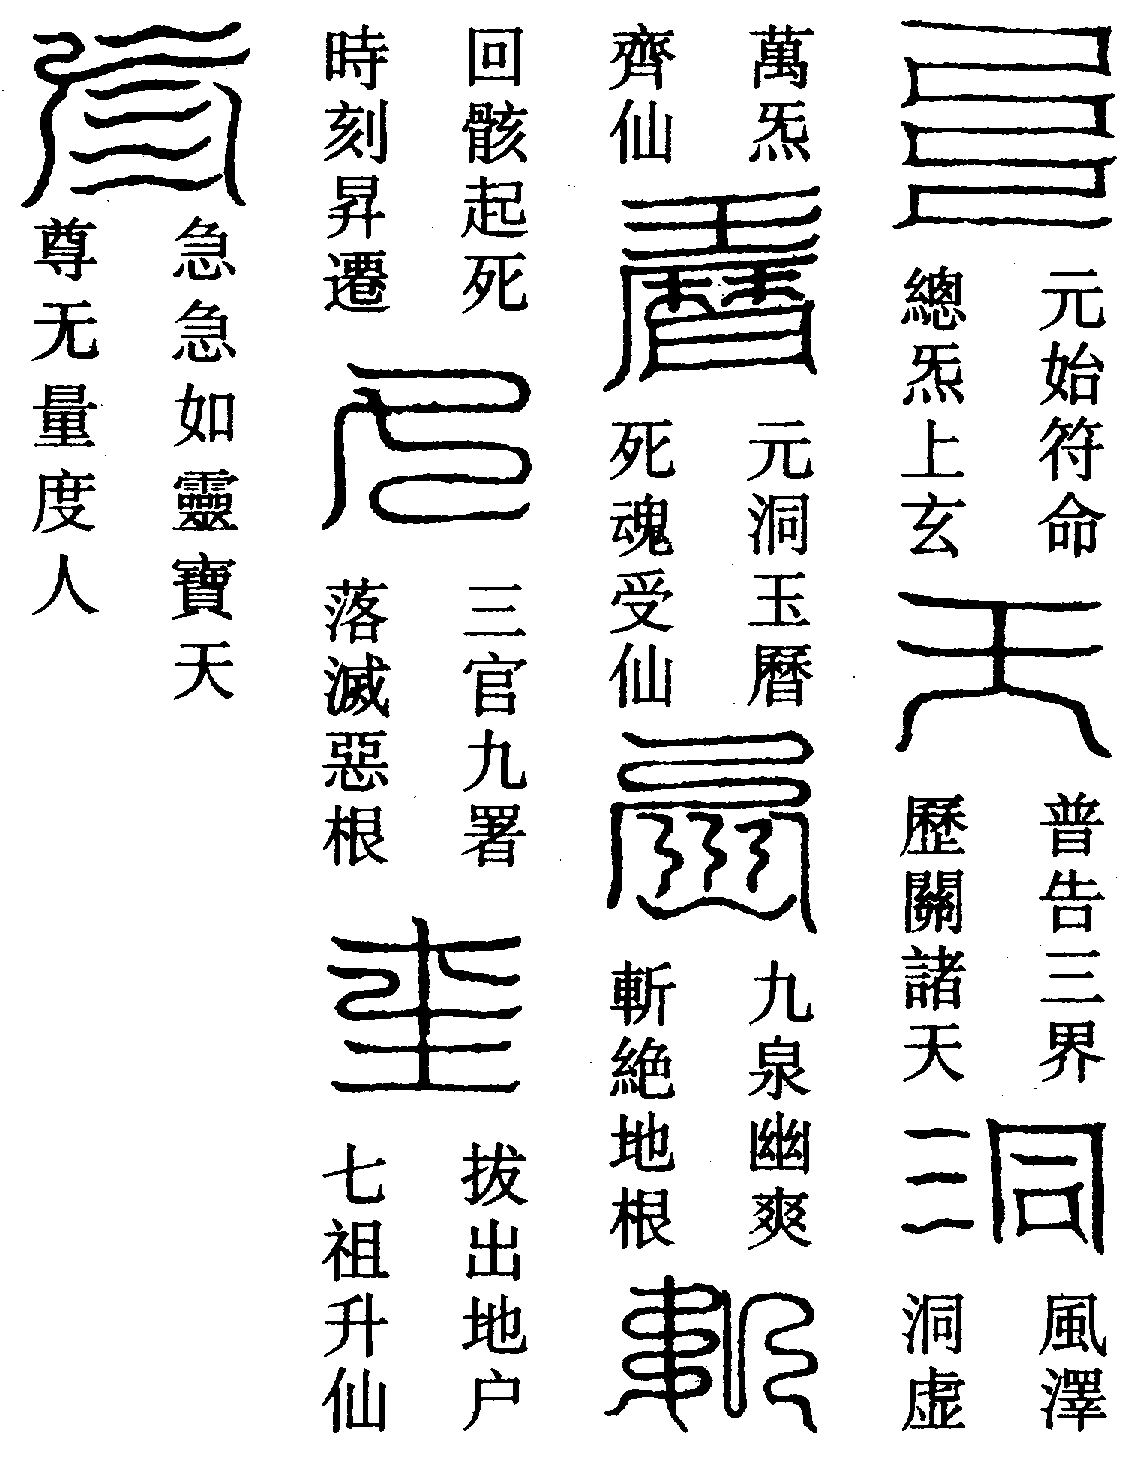 元始符命
總炁上玄
普告三界
歷關諸天
風澤
洞虛
萬炁
齊仙
元洞玉曆
死魂受仙
九泉幽爽
斬絕地根
回骸起死
時刻昇遷
三官九署
落滅惡根
拔出地户
七祖升仙
急急如靈寶天
尊无量度人